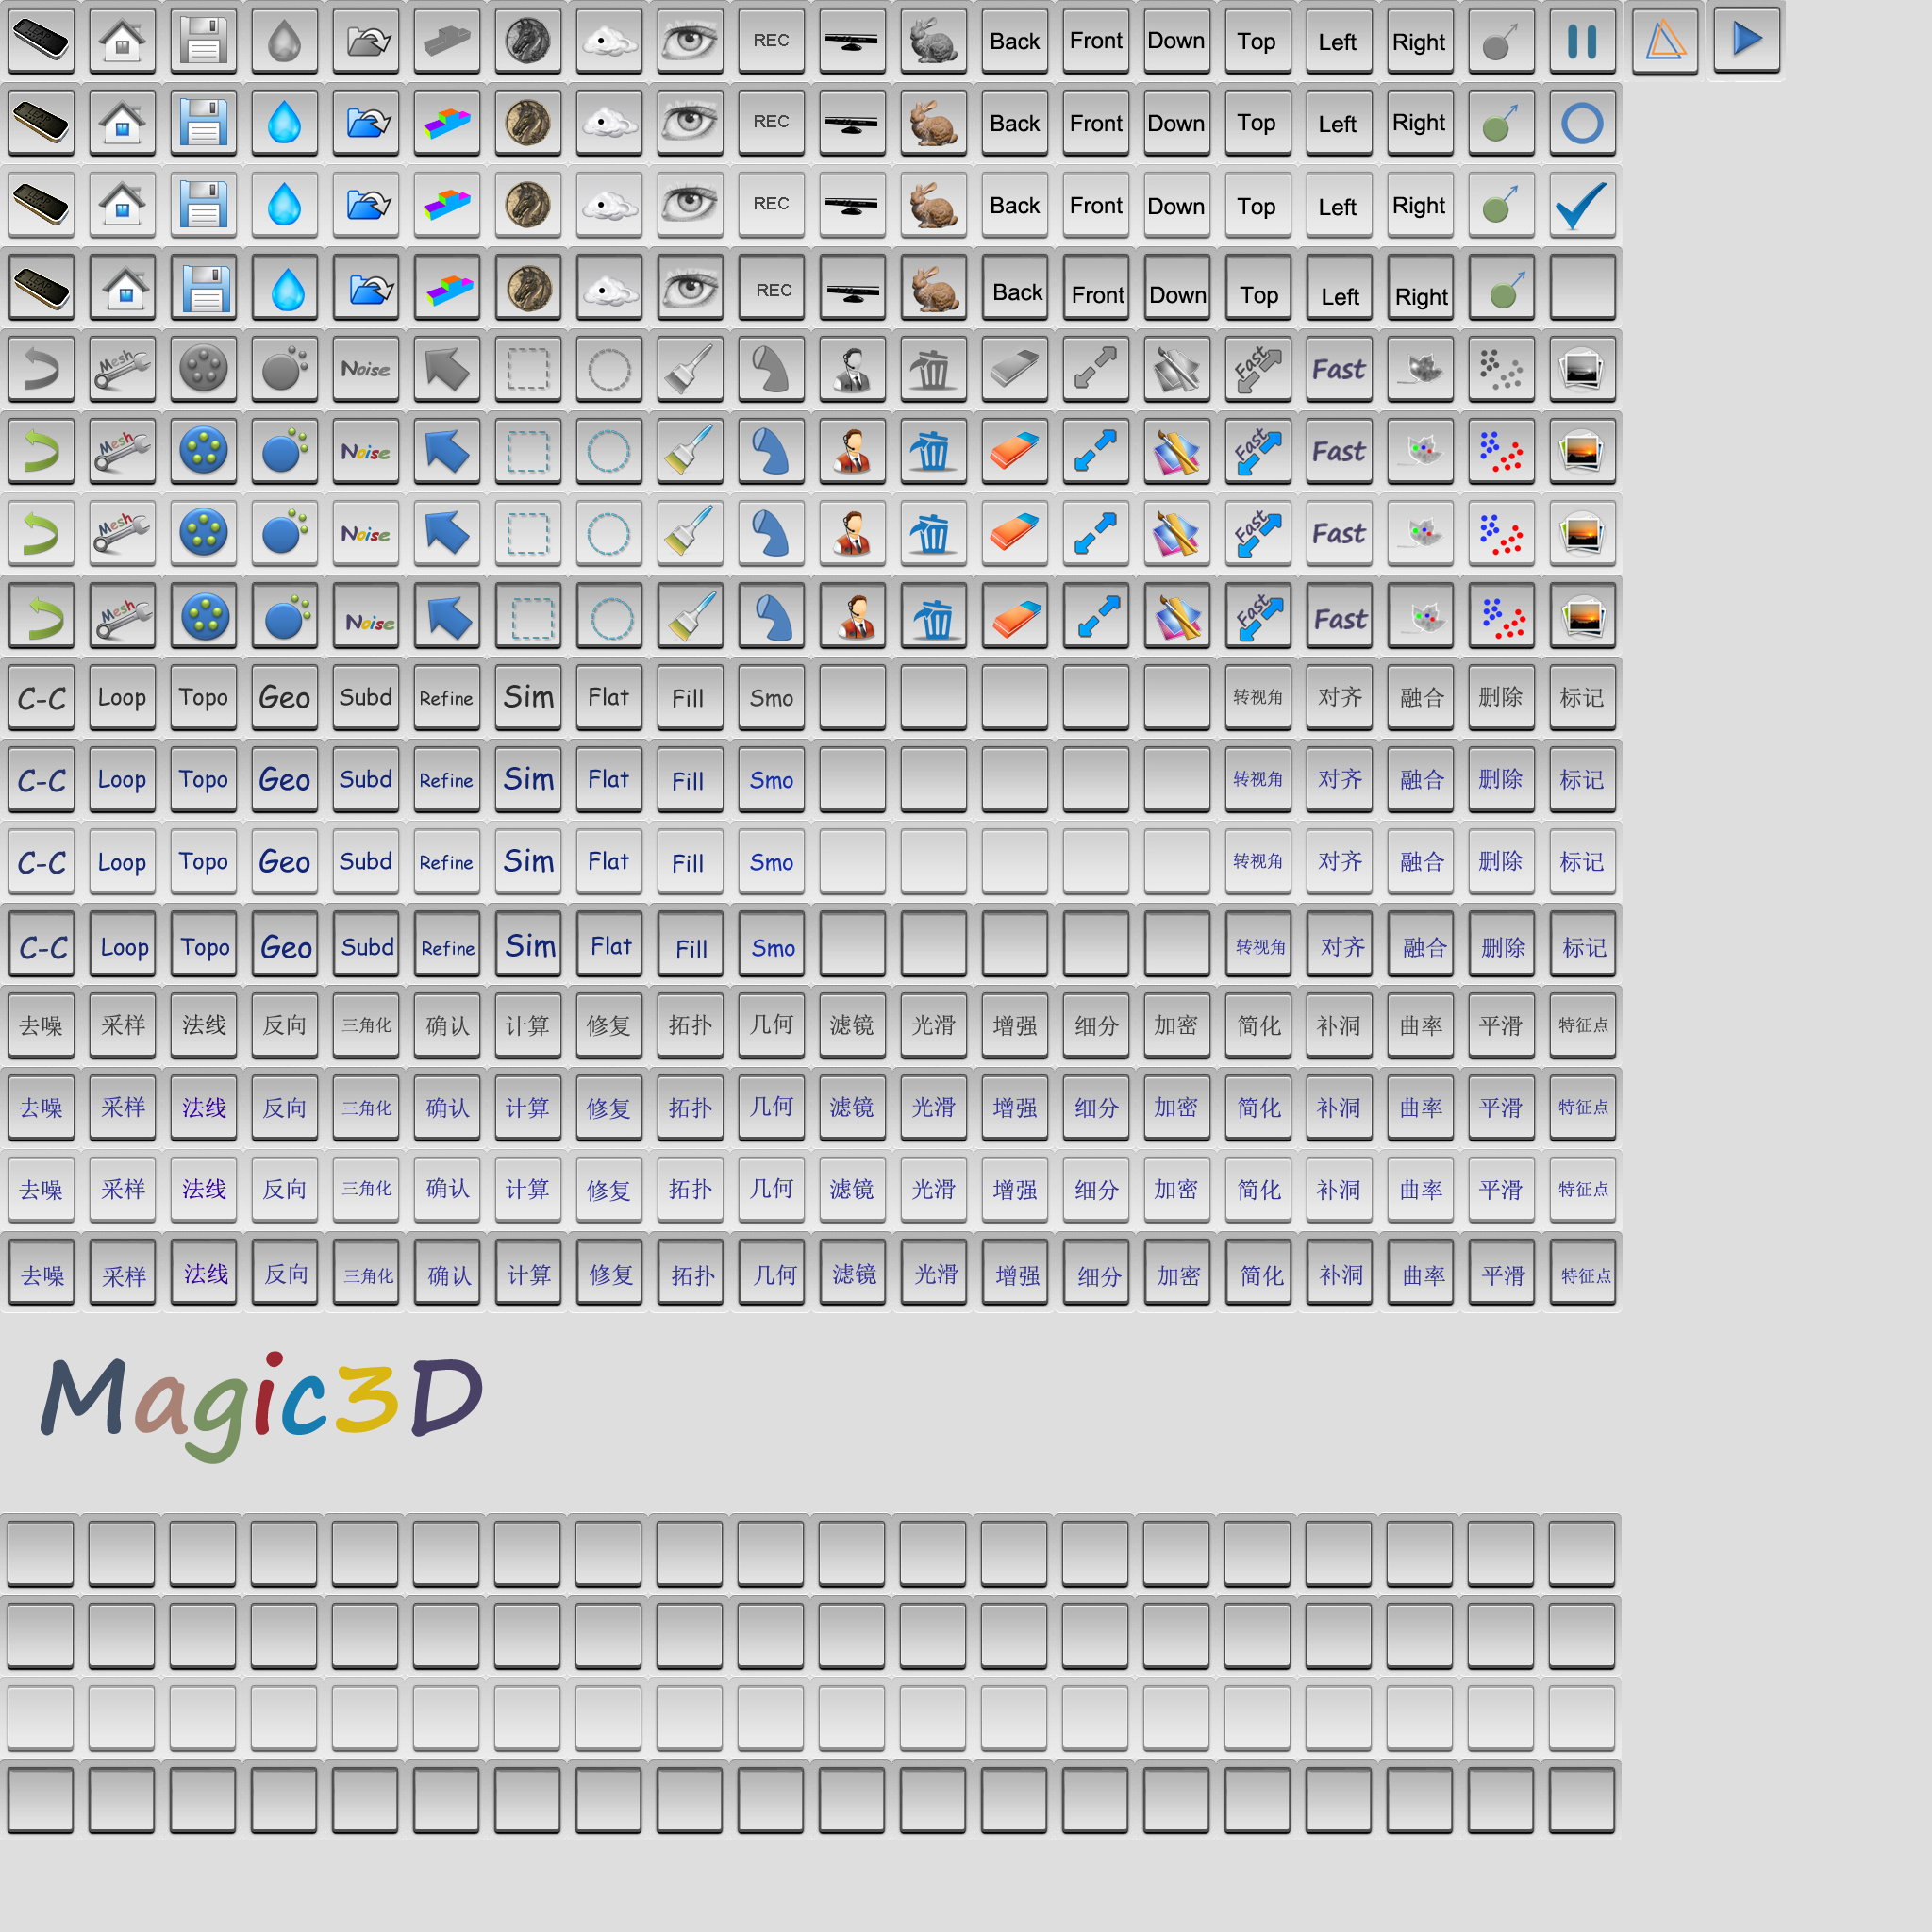 LEAP REC Back Front Down Top Left Right
LEAP REC Back Front Down Top Left Right
LEAP REC Back Front Down Top Left Right
LEAP REC Back Front Down Top Left Right
Mesh Noise Fast Fast
Mesh Noise Fast Fast
Mesh Noise Fast Fast
Mesh Noise Fast Fast
C-C Loop Topo Geo Subd Refine Sim Flat Fill Smo 转视角 对齐 融合 删除 标记
C-C Loop Topo Geo Subd Refine Sim Flat Fill Smo 转视角 对齐 融合 删除 标记
C-C Loop Topo Geo Subd Refine Sim Flat Fill Smo 转视角 对齐 融合 删除 标记
C-C Loop Topo Geo Subd Refine Sim Flat Fill Smo 转视角 对齐 融合 删除 标记
去噪 采样 法线 反向 三角化 确认 计算 修复 拓扑 几何 滤镜 光滑 增强 细分 加密 简化 补洞 曲率 平滑 特征点
去噪 采样 法线 反向 三角化 确认 计算 修复 拓扑 几何 滤镜 光滑 增强 细分 加密 简化 补洞 曲率 平滑 特征点
去噪 采样 法线 反向 三角化 确认 计算 修复 拓扑 几何 滤镜 光滑 增强 细分 加密 简化 补洞 曲率 平滑 特征点
去噪 采样 法线 反向 三角化 确认 计算 修复 拓扑 几何 滤镜 光滑 增强 细分 加密 简化 补洞 曲率 平滑 特征点
Magic3D